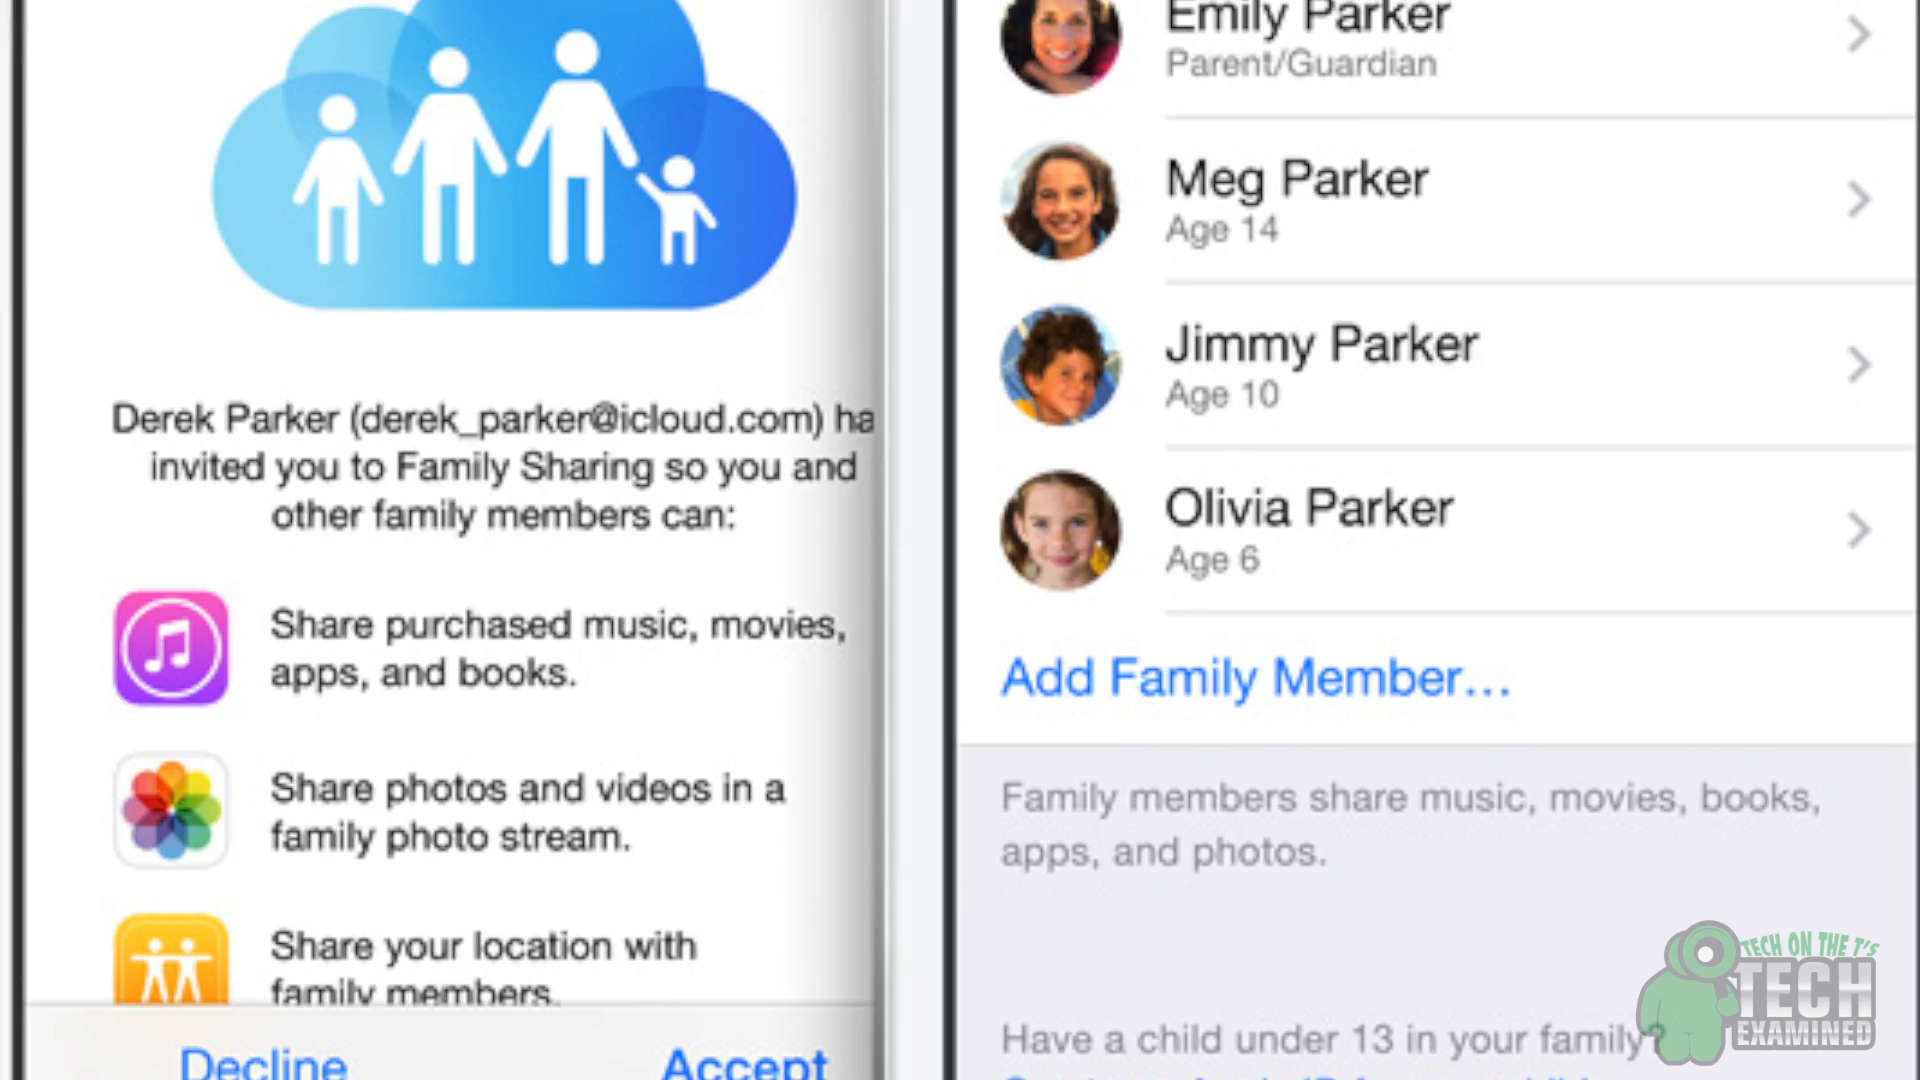 Derek Parker (derek_parker@icloud.com) ha
invited you to Family Sharing so you and
other family members can:
Share purchased music, movies,
apps, and books.
Share photos and videos in a
family photo stream.
Share your location with
family members.
Decline
Accept
Emily Parker
Parent/Guardian
Meg Parker
Age 14
Jimmy Parker
Age 10
Olivia Parker
Age 6
Add Family Member...
Family members share music, movies, books,
apps, and photos.
Have a child under 13 in your family?
TECH ON THE T'S
TECH
EXAMINED